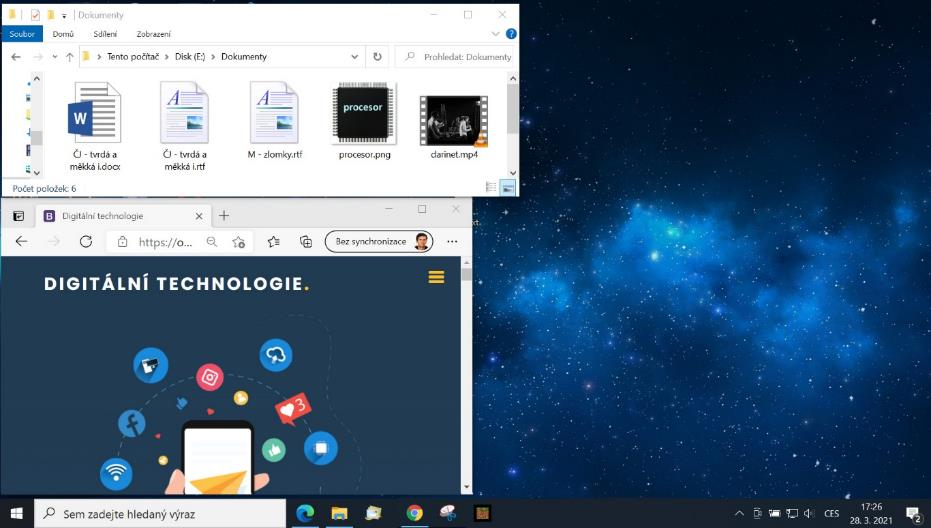 Dokumenty
Soubor Domů Sdílení Zobrazení
Tento počítač Disk (E:) Dokumenty
Prohledat: Dokumenty
W
A
A
procesor
ČJ - tvrdá a
měkká i.docx
ČJ - tvrdá a
měkká i.rtf
M - zlomky.rtf
procesor.png
clarinet.mp4
Počet položek: 6
B Digitální technologie
https://o...
Bez synchronizace
DIGITÁLNÍ TECHNOLOGIE.
3
Sem zadejte hledaný výraz
CES
17:26
28. 3. 2021
2